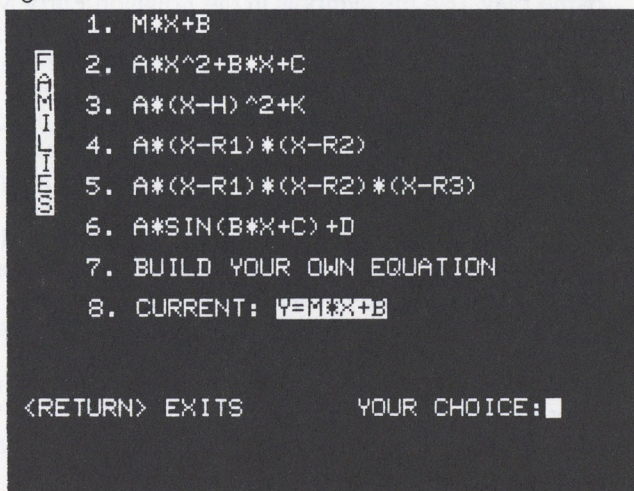 1. M*X+B
2. A*X^2+B*X+C
3. A*(X-H)^2+K
4. A*(X-R1)*(X-R2)
5. A*(X-R1)*(X-R2)*(X-R3)
6. A*SIN(B*X+C)+D
7. BUILD YOUR OWN EQUATION
8. CURRENT: Y=M*X+B
FAMILIES
<RETURN> EXITS YOUR CHOICE: